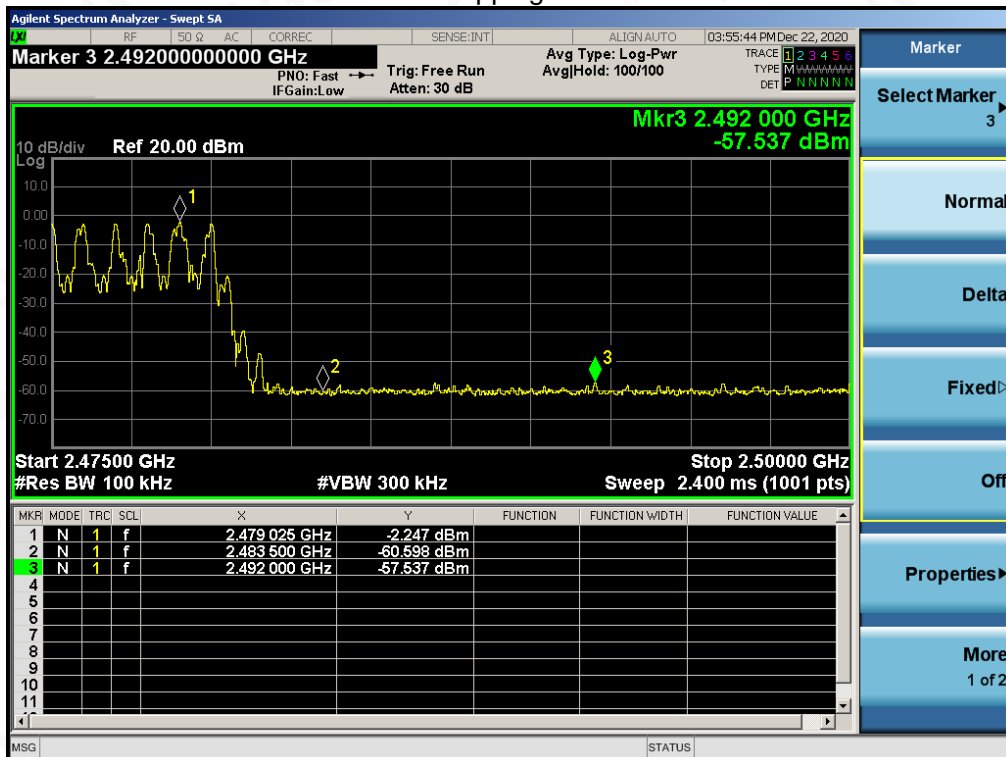 Agilent Spectrum Analyzer - Swept SA
LXI RF 50 Ω AC CORREC SENSE:INT ALIGN AUTO 03:55:44 PM Dec 22, 2020
Marker 3 2.492000000000 GHz
PNO: Fast
IFGain:Low
Trig: Free Run
Atten: 30 dB
Avg Type: Log-Pwr
Avg|Hold: 100/100
TRACE 1 2 3 4 5 6
TYPE M
DET P N N N N N
Mkr3 2.492 000 GHz
-57.537 dBm
10 dB/div Ref 20.00 dBm
Log
10.0
0.00
-10.0
-20.0
-30.0
-40.0
-50.0
-60.0
-70.0
1
2
3
Start 2.47500 GHz Stop 2.50000 GHz
#Res BW 100 kHz #VBW 300 kHz Sweep 2.400 ms (1001 pts)
MKR MODE TRC SCL X Y FUNCTION FUNCTION WIDTH FUNCTION VALUE
1 N 1 f 2.479 025 GHz -2.247 dBm
2 N 1 f 2.483 500 GHz -60.598 dBm
3 N 1 f 2.492 000 GHz -57.537 dBm
4
5
6
7
8
9
10
11
MSG STATUS
Marker
Select Marker
3
Normal
Delta
Fixed
Off
Properties
More
1 of 2